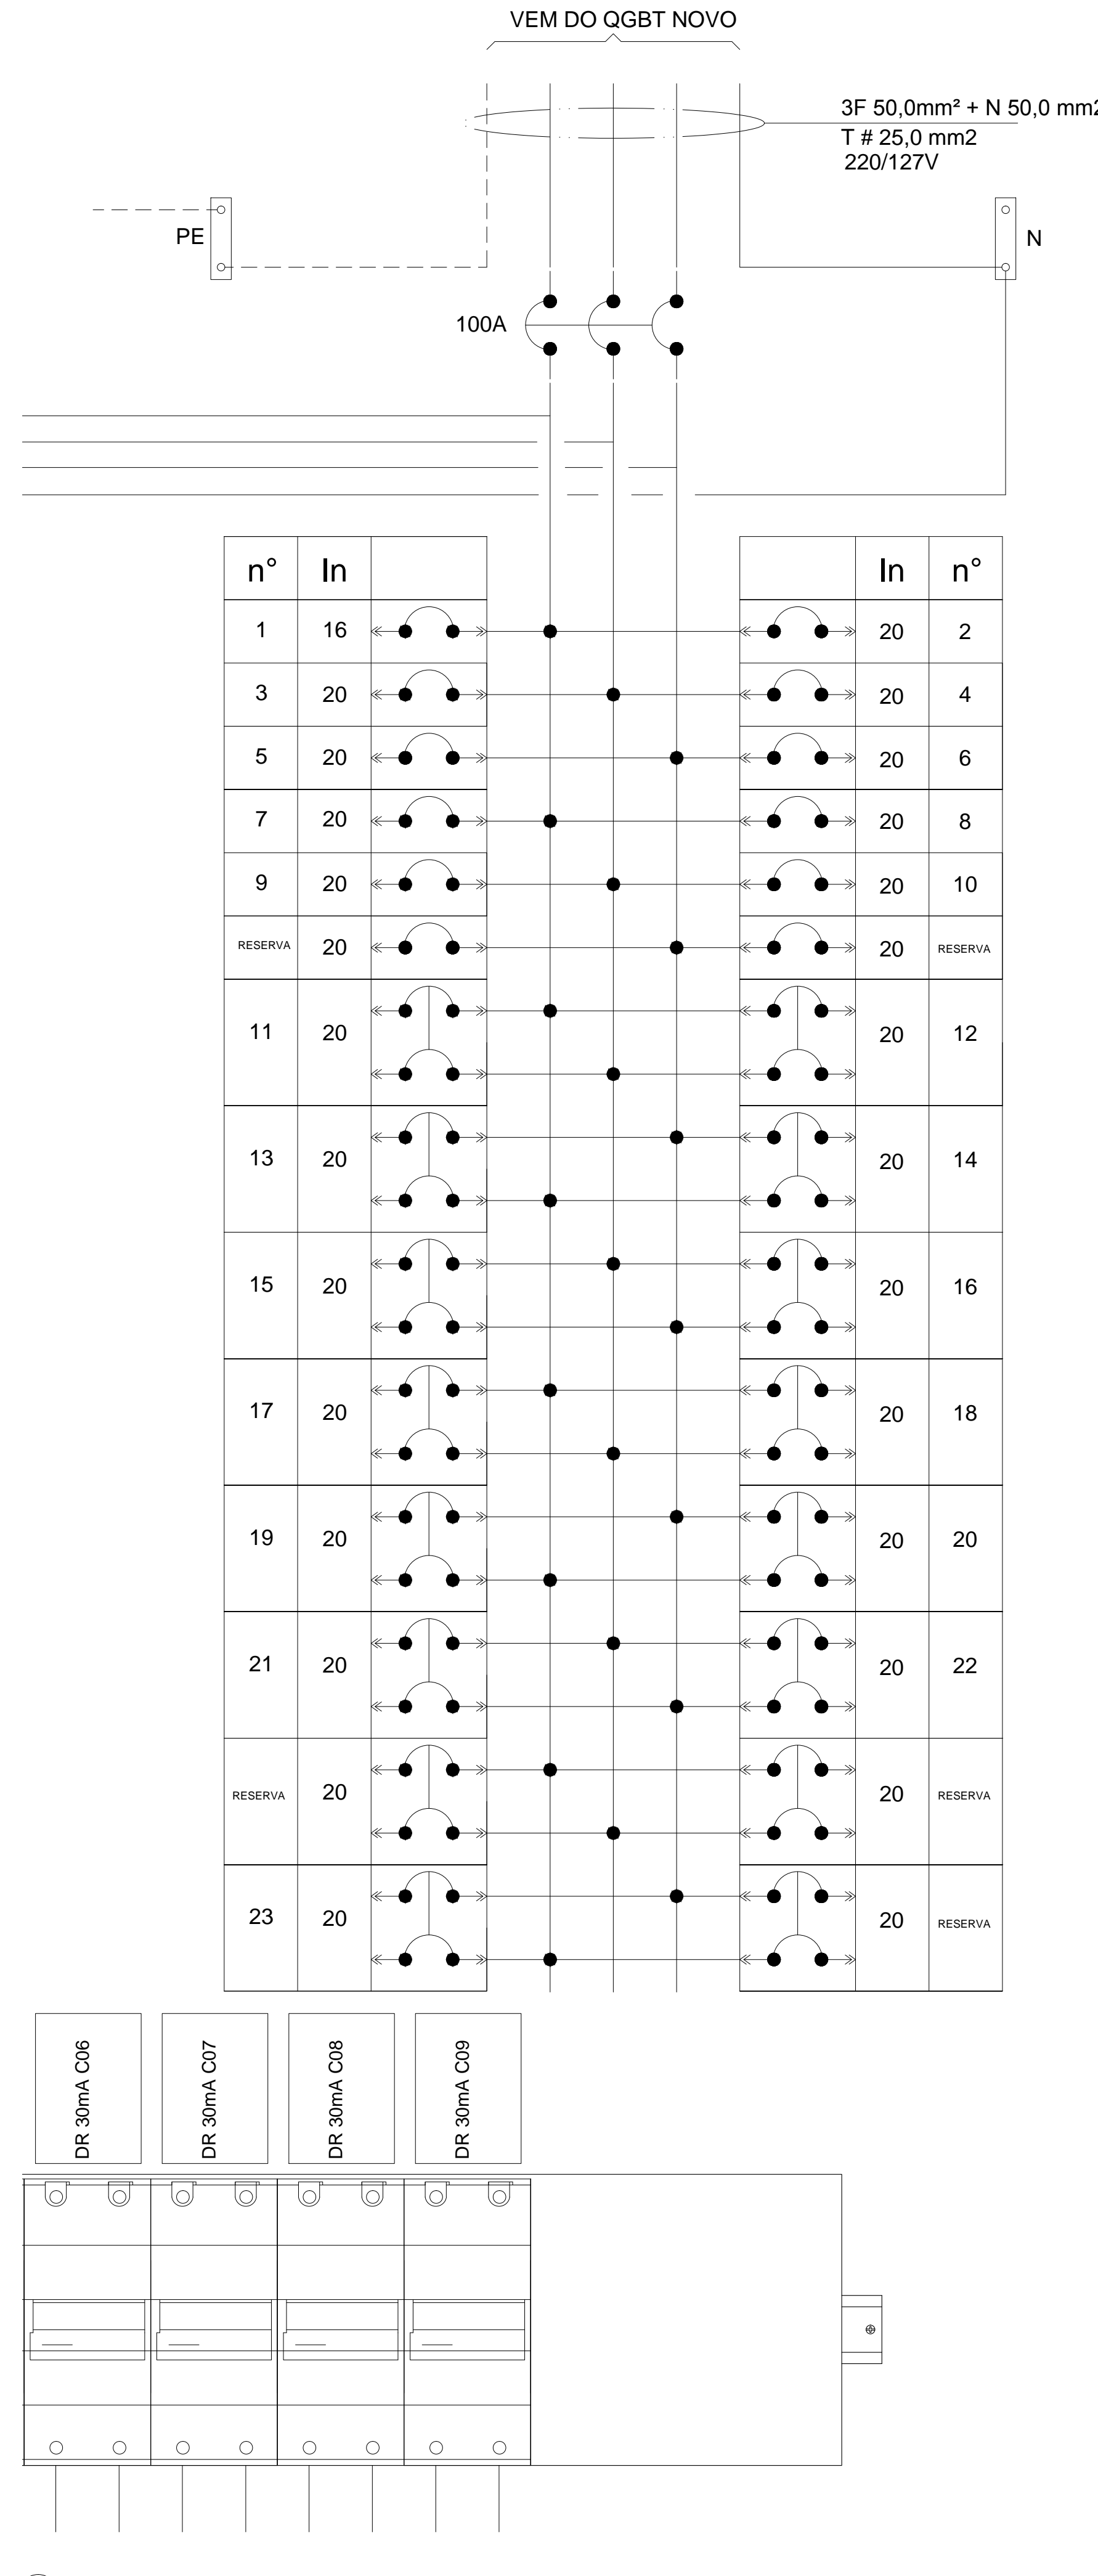 VEM DO QGBT NOVO
3F 50,0mm² + N 50,0 mm2
T # 25,0 mm2
220/127V
PE
N
100A
n° In In n°
1 16 20 2
3 20 20 4
5 20 20 6
7 20 20 8
9 20 20 10
RESERVA 20 20 RESERVA
11 20 20 12
13 20 20 14
15 20 20 16
17 20 20 18
19 20 20 20
21 20 20 22
RESERVA 20 20 RESERVA
23 20 20 RESERVA
DR 30mA C06
DR 30mA C07
DR 30mA C08
DR 30mA C09